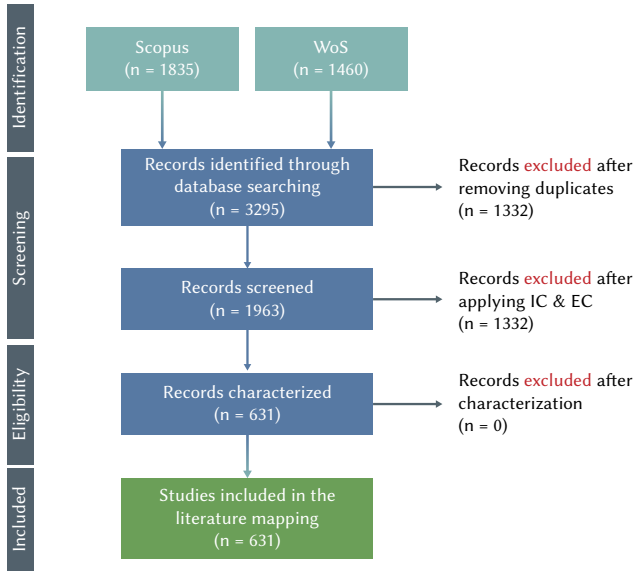 Identification
Scopus
(n = 1835)
WoS
(n = 1460)
Screening
Records identified through
database searching
(n = 3295)
Records excluded after
removing duplicates
(n = 1332)
Records screened
(n = 1963)
Records excluded after
applying IC & EC
(n = 1332)
Eligibility
Records characterized
(n = 631)
Records excluded after
characterization
(n = 0)
Included
Studies included in the
literature mapping
(n = 631)